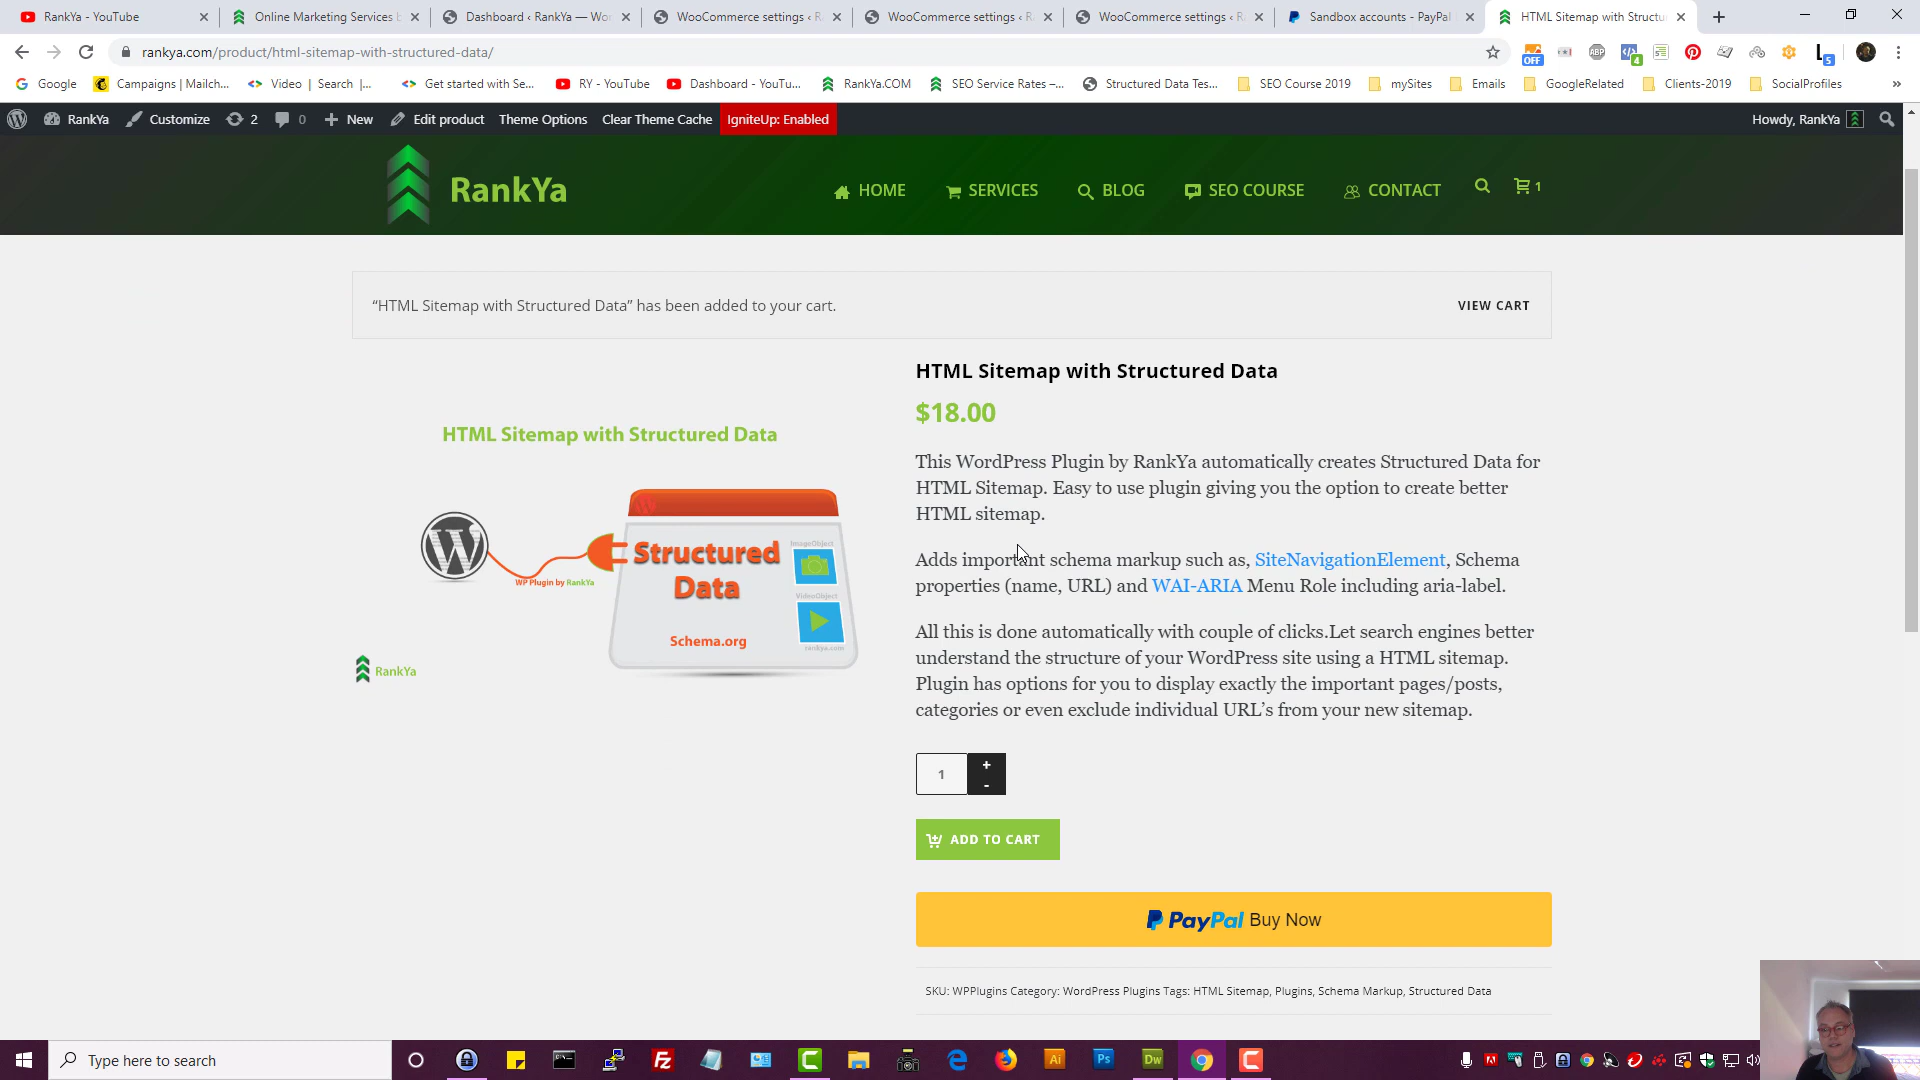 RankYa - YouTube
Online Marketing Services b
Dashboard ‹ RankYa — Wor
WooCommerce settings ‹ R
WooCommerce settings ‹ R
WooCommerce settings ‹ R
Sandbox accounts - PayPal
HTML Sitemap with Structur
rankya.com/product/html-sitemap-with-structured-data/
OFF
ABP
4
5
Google
Campaigns | Mailch...
Video | Search |...
Get started with Se...
RY - YouTube
Dashboard - YouTu...
RankYa.COM
SEO Service Rates –...
Structured Data Tes...
SEO Course 2019
mySites
Emails
GoogleRelated
Clients-2019
SocialProfiles
»
RankYa
Customize
2
0
New
Edit product
Theme Options
Clear Theme Cache
IgniteUp: Enabled
Howdy, RankYa
RankYa
HOME
SERVICES
BLOG
SEO COURSE
CONTACT
1
“HTML Sitemap with Structured Data” has been added to your cart.
VIEW CART
HTML Sitemap with Structured Data
WP Plugin by RankYa
Structured
Data
Schema.org
ImageObject
VideoObject
rankya.com
RankYa
HTML Sitemap with Structured Data
$18.00
This WordPress Plugin by RankYa automatically creates Structured Data for
HTML Sitemap. Easy to use plugin giving you the option to create better
HTML sitemap.
Adds important schema markup such as, SiteNavigationElement, Schema
properties (name, URL) and WAI-ARIA Menu Role including aria-label.
All this is done automatically with couple of clicks.Let search engines better
understand the structure of your WordPress site using a HTML sitemap.
Plugin has options for you to display exactly the important pages/posts,
categories or even exclude individual URL’s from your new sitemap.
1
+
-
ADD TO CART
PayPal Buy Now
SKU: WPPlugins Category: WordPress Plugins Tags: HTML Sitemap, Plugins, Schema Markup, Structured Data
Type here to search
Fz
Ai
Ps
Dw